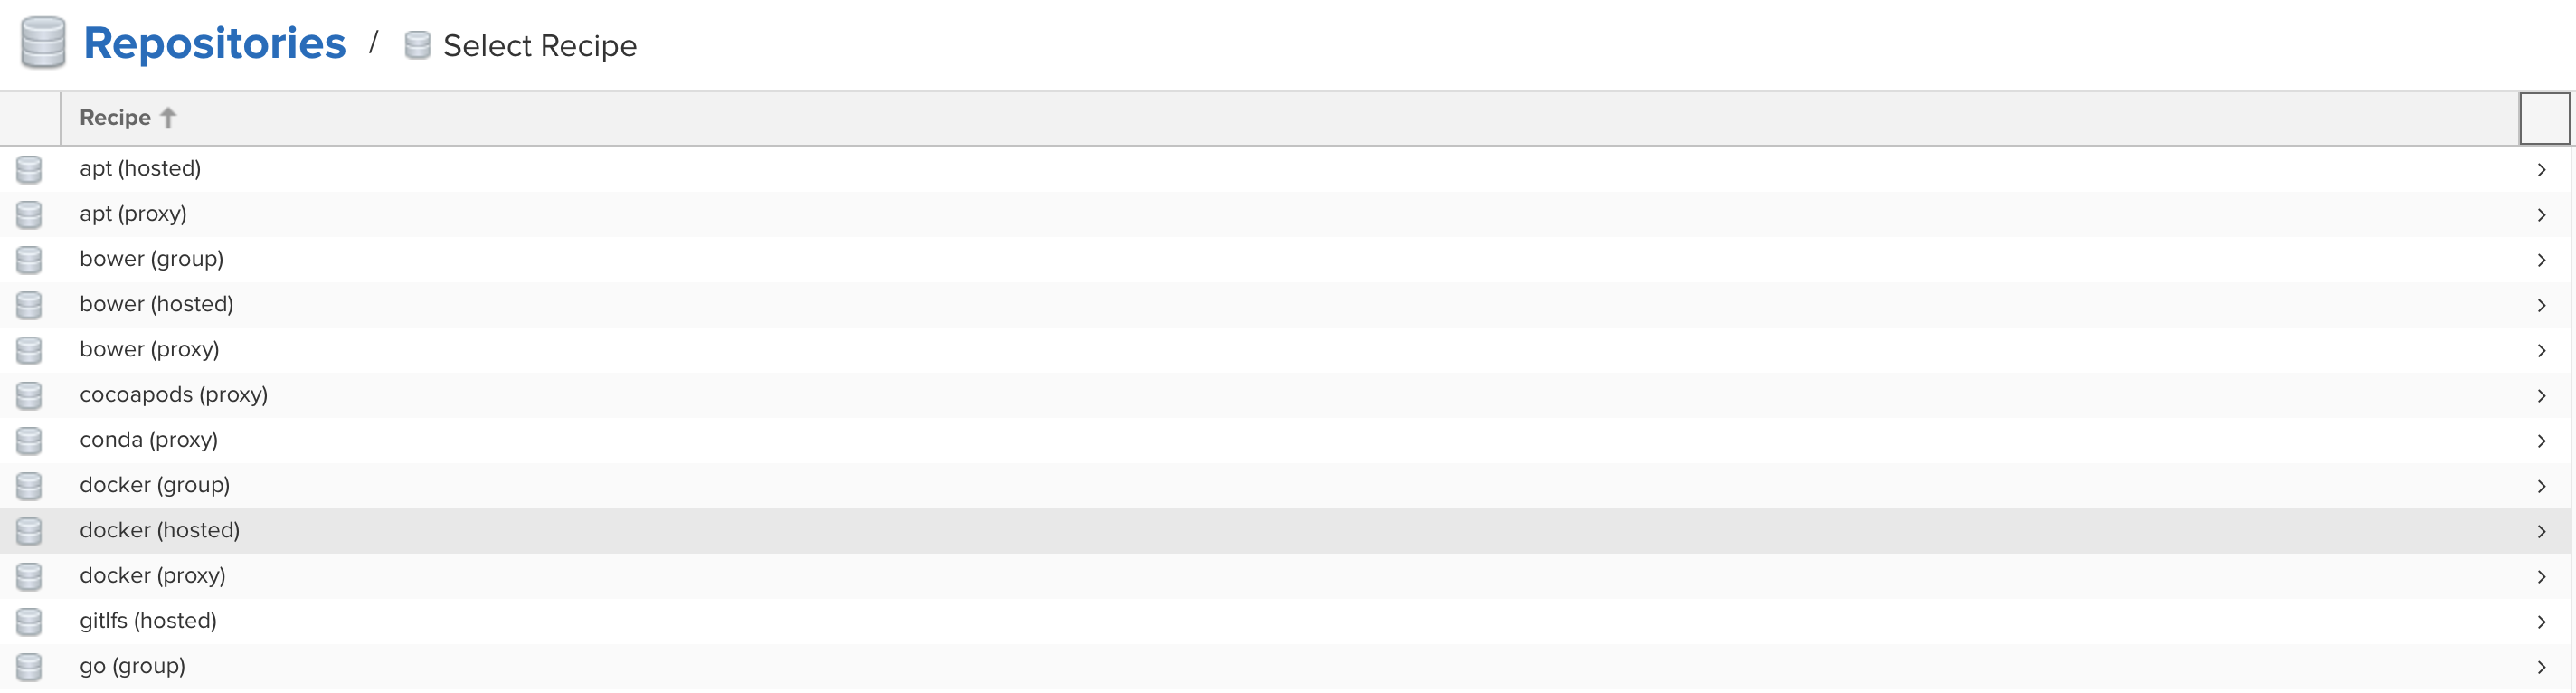 Repositories / Select Recipe
Recipe
apt (hosted)
apt (proxy)
bower (group)
bower (hosted)
bower (proxy)
cocoapods (proxy)
conda (proxy)
docker (group)
docker (hosted)
docker (proxy)
gitlfs (hosted)
go (group)